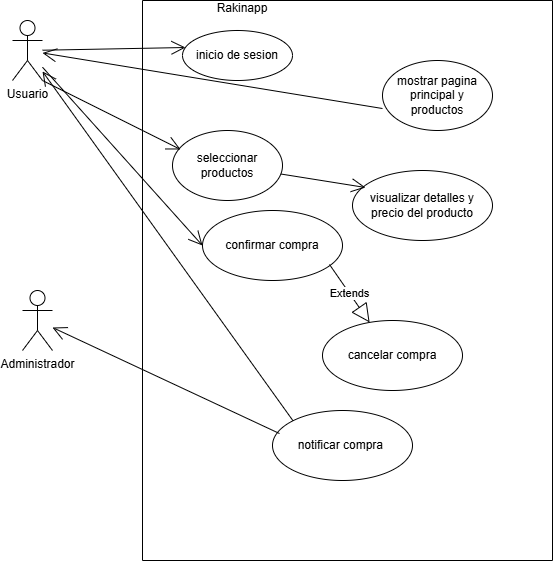 Rakinapp
inicio de sesion
Usuario
mostrar pagina
principal y
productos
seleccionar
productos
visualizar detalles y
precio del producto
confirmar compra
Extends
Administrador
cancelar compra
notificar compra